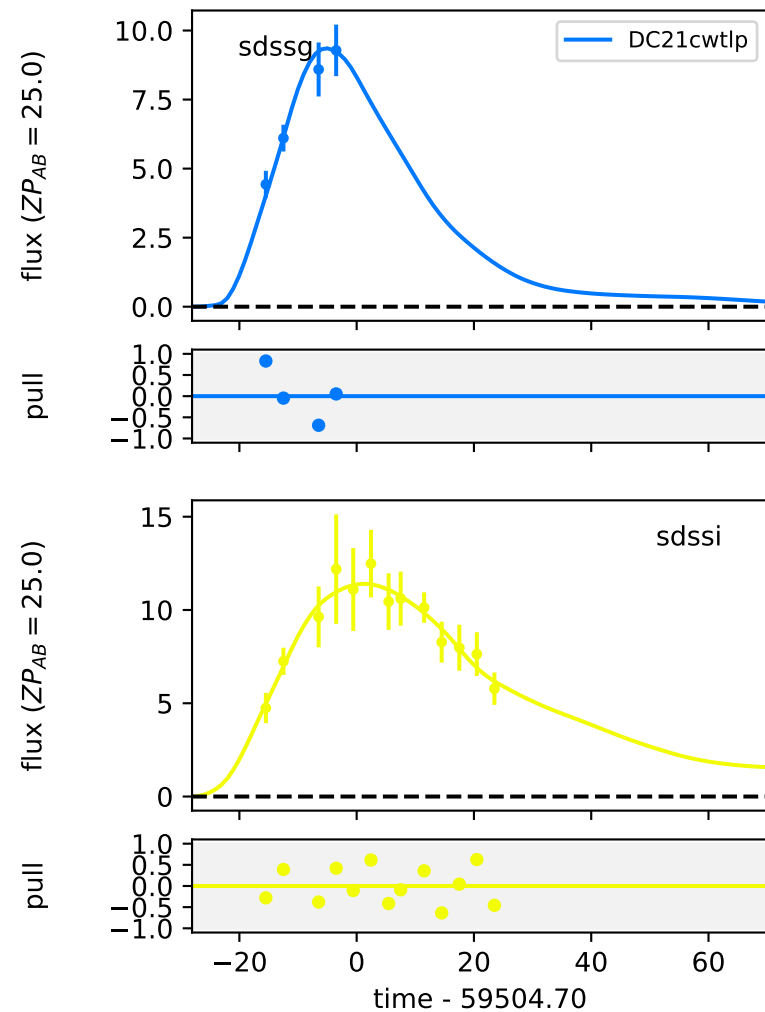 10.0
sdssg
DC21cwtlp
7.5
flux (ZP_AB = 25.0)
5.0
2.5
0.0
1.0
0.5
pull
0.0
−0.5
−1.0
15
sdssi
flux (ZP_AB = 25.0)
10
5
0
1.0
0.5
pull
0.0
−0.5
−1.0
−20 0 20 40 60
time - 59504.70